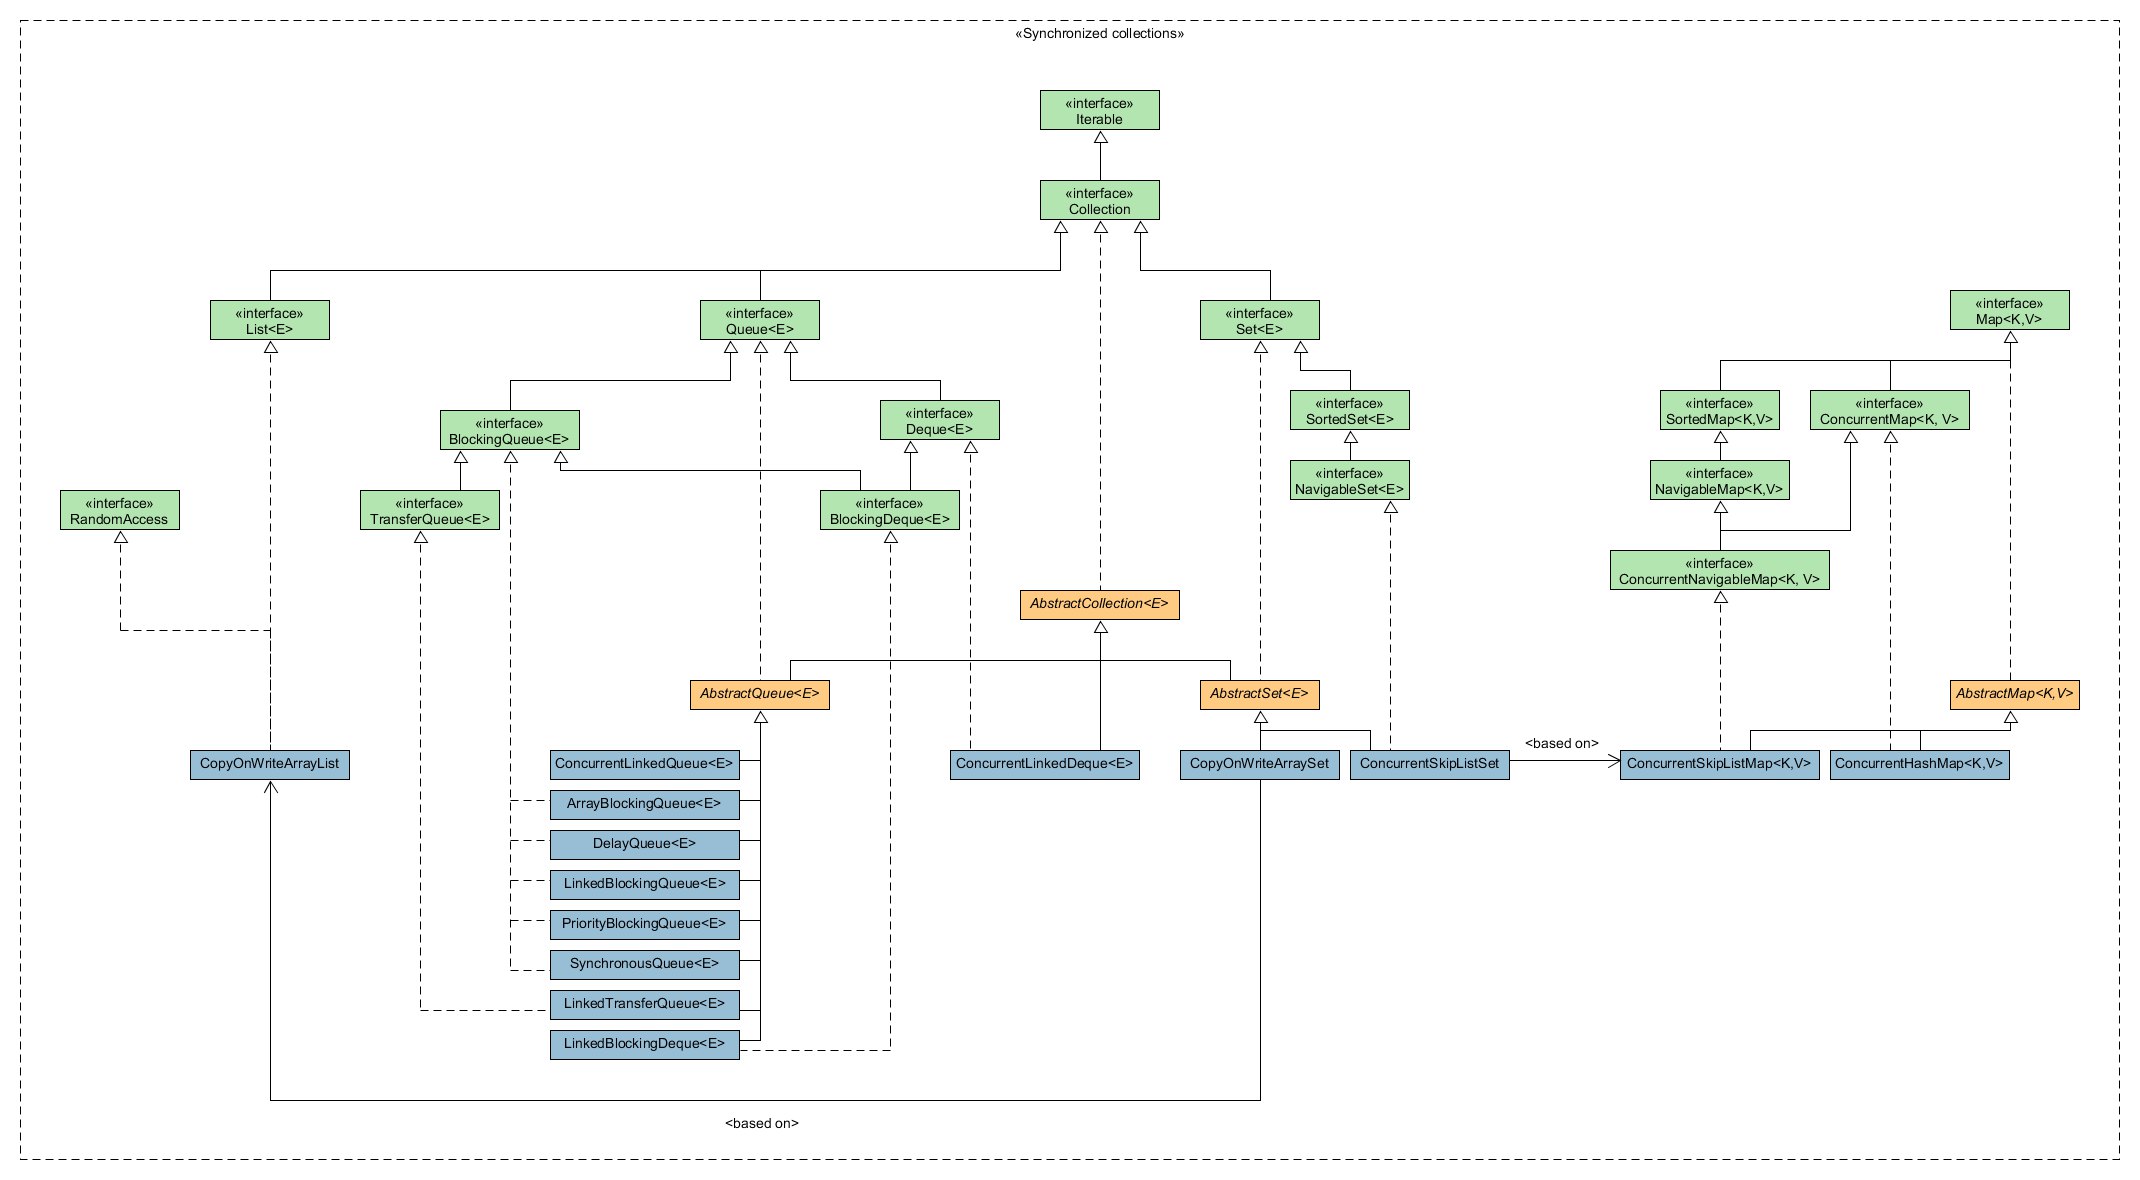 «Synchronized collections»
«interface»
Iterable
«interface»
Collection
«interface»
List<E>
«interface»
Queue<E>
«interface»
Set<E>
«interface»
Map<K,V>
«interface»
BlockingQueue<E>
«interface»
Deque<E>
«interface»
SortedSet<E>
«interface»
SortedMap<K,V>
«interface»
ConcurrentMap<K, V>
«interface»
NavigableSet<E>
«interface»
NavigableMap<K,V>
«interface»
RandomAccess
«interface»
TransferQueue<E>
«interface»
BlockingDeque<E>
«interface»
ConcurrentNavigableMap<K, V>
AbstractCollection<E>
AbstractQueue<E>
AbstractSet<E>
AbstractMap<K,V>
<based on>
CopyOnWriteArrayList
ConcurrentLinkedQueue<E>
ConcurrentLinkedDeque<E>
CopyOnWriteArraySet
ConcurrentSkipListSet
ConcurrentSkipListMap<K,V>
ConcurrentHashMap<K,V>
ArrayBlockingQueue<E>
DelayQueue<E>
LinkedBlockingQueue<E>
PriorityBlockingQueue<E>
SynchronousQueue<E>
LinkedTransferQueue<E>
LinkedBlockingDeque<E>
<based on>